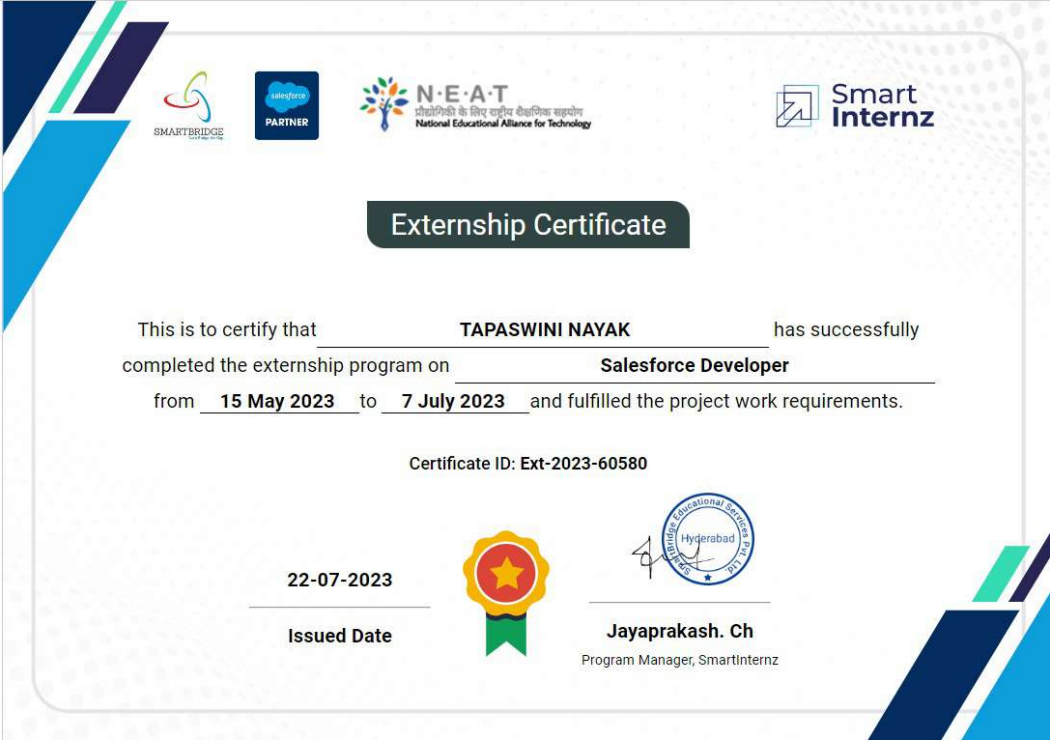 SMARTBRIDGE
salesforce
PARTNER
N·E·A·T
प्रौद्योगिकी के लिए राष्ट्रीय शैक्षणिक सहयोग
National Educational Alliance for Technology
Smart
Internz
Externship Certificate
This is to certify that TAPASWINI NAYAK has successfully
completed the externship program on Salesforce Developer
from 15 May 2023 to 7 July 2023 and fulfilled the project work requirements.
Certificate ID: Ext-2023-60580
SmartBridge Educational Services Pvt. Ltd
Hyderabad
22-07-2023
Issued Date
Jayaprakash. Ch
Program Manager, SmartInternz